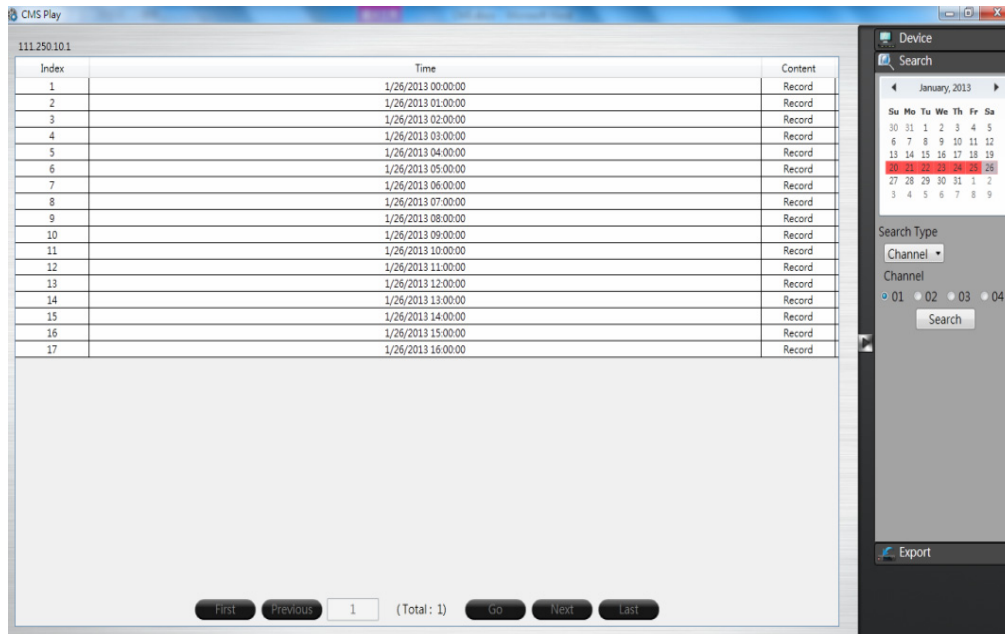 CMS Play
111.250.10.1
Index Time Content
1 1/26/2013 00:00:00 Record
2 1/26/2013 01:00:00 Record
3 1/26/2013 02:00:00 Record
4 1/26/2013 03:00:00 Record
5 1/26/2013 04:00:00 Record
6 1/26/2013 05:00:00 Record
7 1/26/2013 06:00:00 Record
8 1/26/2013 07:00:00 Record
9 1/26/2013 08:00:00 Record
10 1/26/2013 09:00:00 Record
11 1/26/2013 10:00:00 Record
12 1/26/2013 11:00:00 Record
13 1/26/2013 12:00:00 Record
14 1/26/2013 13:00:00 Record
15 1/26/2013 14:00:00 Record
16 1/26/2013 15:00:00 Record
17 1/26/2013 16:00:00 Record
First Previous 1 (Total: 1) Go Next Last
Device
Search
January, 2013
Su Mo Tu We Th Fr Sa
30 31 1 2 3 4 5
6 7 8 9 10 11 12
13 14 15 16 17 18 19
20 21 22 23 24 25 26
27 28 29 30 31 1 2
3 4 5 6 7 8 9
Search Type
Channel
Channel
01 02 03 04
Search
Export